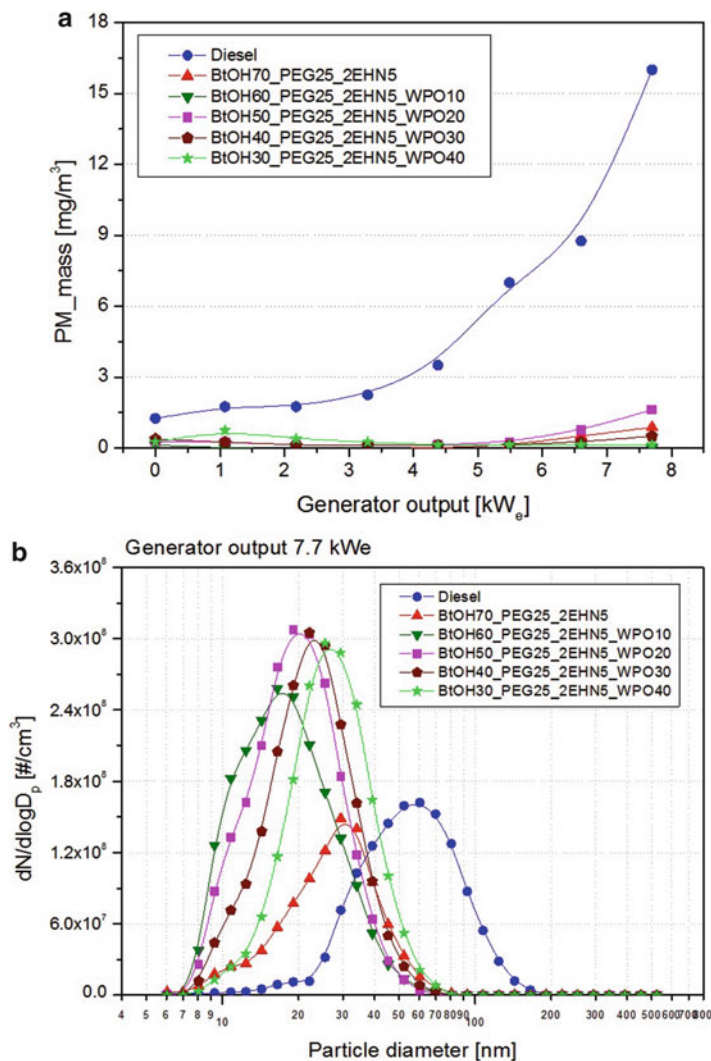 a
18
15
12
9
6
3
0
PM_mass [mg/m³]
Diesel
BtOH70_PEG25_2EHN5
BtOH60_PEG25_2EHN5_WPO10
BtOH50_PEG25_2EHN5_WPO20
BtOH40_PEG25_2EHN5_WPO30
BtOH30_PEG25_2EHN5_WPO40
0 1 2 3 4 5 6 7 8
Generator output [kWₑ]
b
Generator output 7.7 kWe
3.6x10⁸
3.0x10⁸
2.4x10⁸
1.8x10⁸
1.2x10⁸
6.0x10⁷
0.0
dN/dlogDₚ [#/cm³]
Diesel
BtOH70_PEG25_2EHN5
BtOH60_PEG25_2EHN5_WPO10
BtOH50_PEG25_2EHN5_WPO20
BtOH40_PEG25_2EHN5_WPO30
BtOH30_PEG25_2EHN5_WPO40
4 5 6 7 8 9 10 20 30 40 50 60 70 80 90 100 200 300 400 500 600 700 800
Particle diameter [nm]